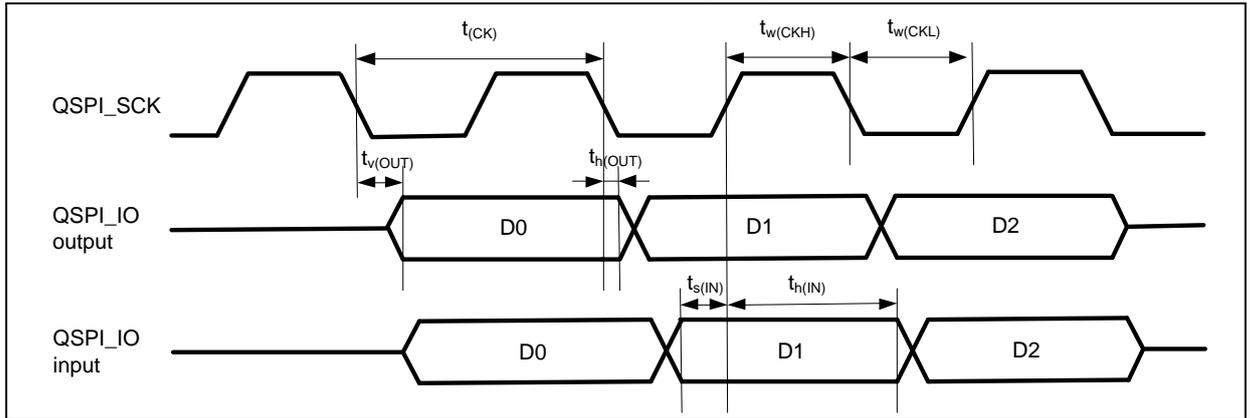 t(CK)
tw(CKH)
tw(CKL)
QSPI_SCK
tv(OUT)
th(OUT)
QSPI_IO
output
D0
D1
D2
ts(IN)
th(IN)
QSPI_IO
input
D0
D1
D2